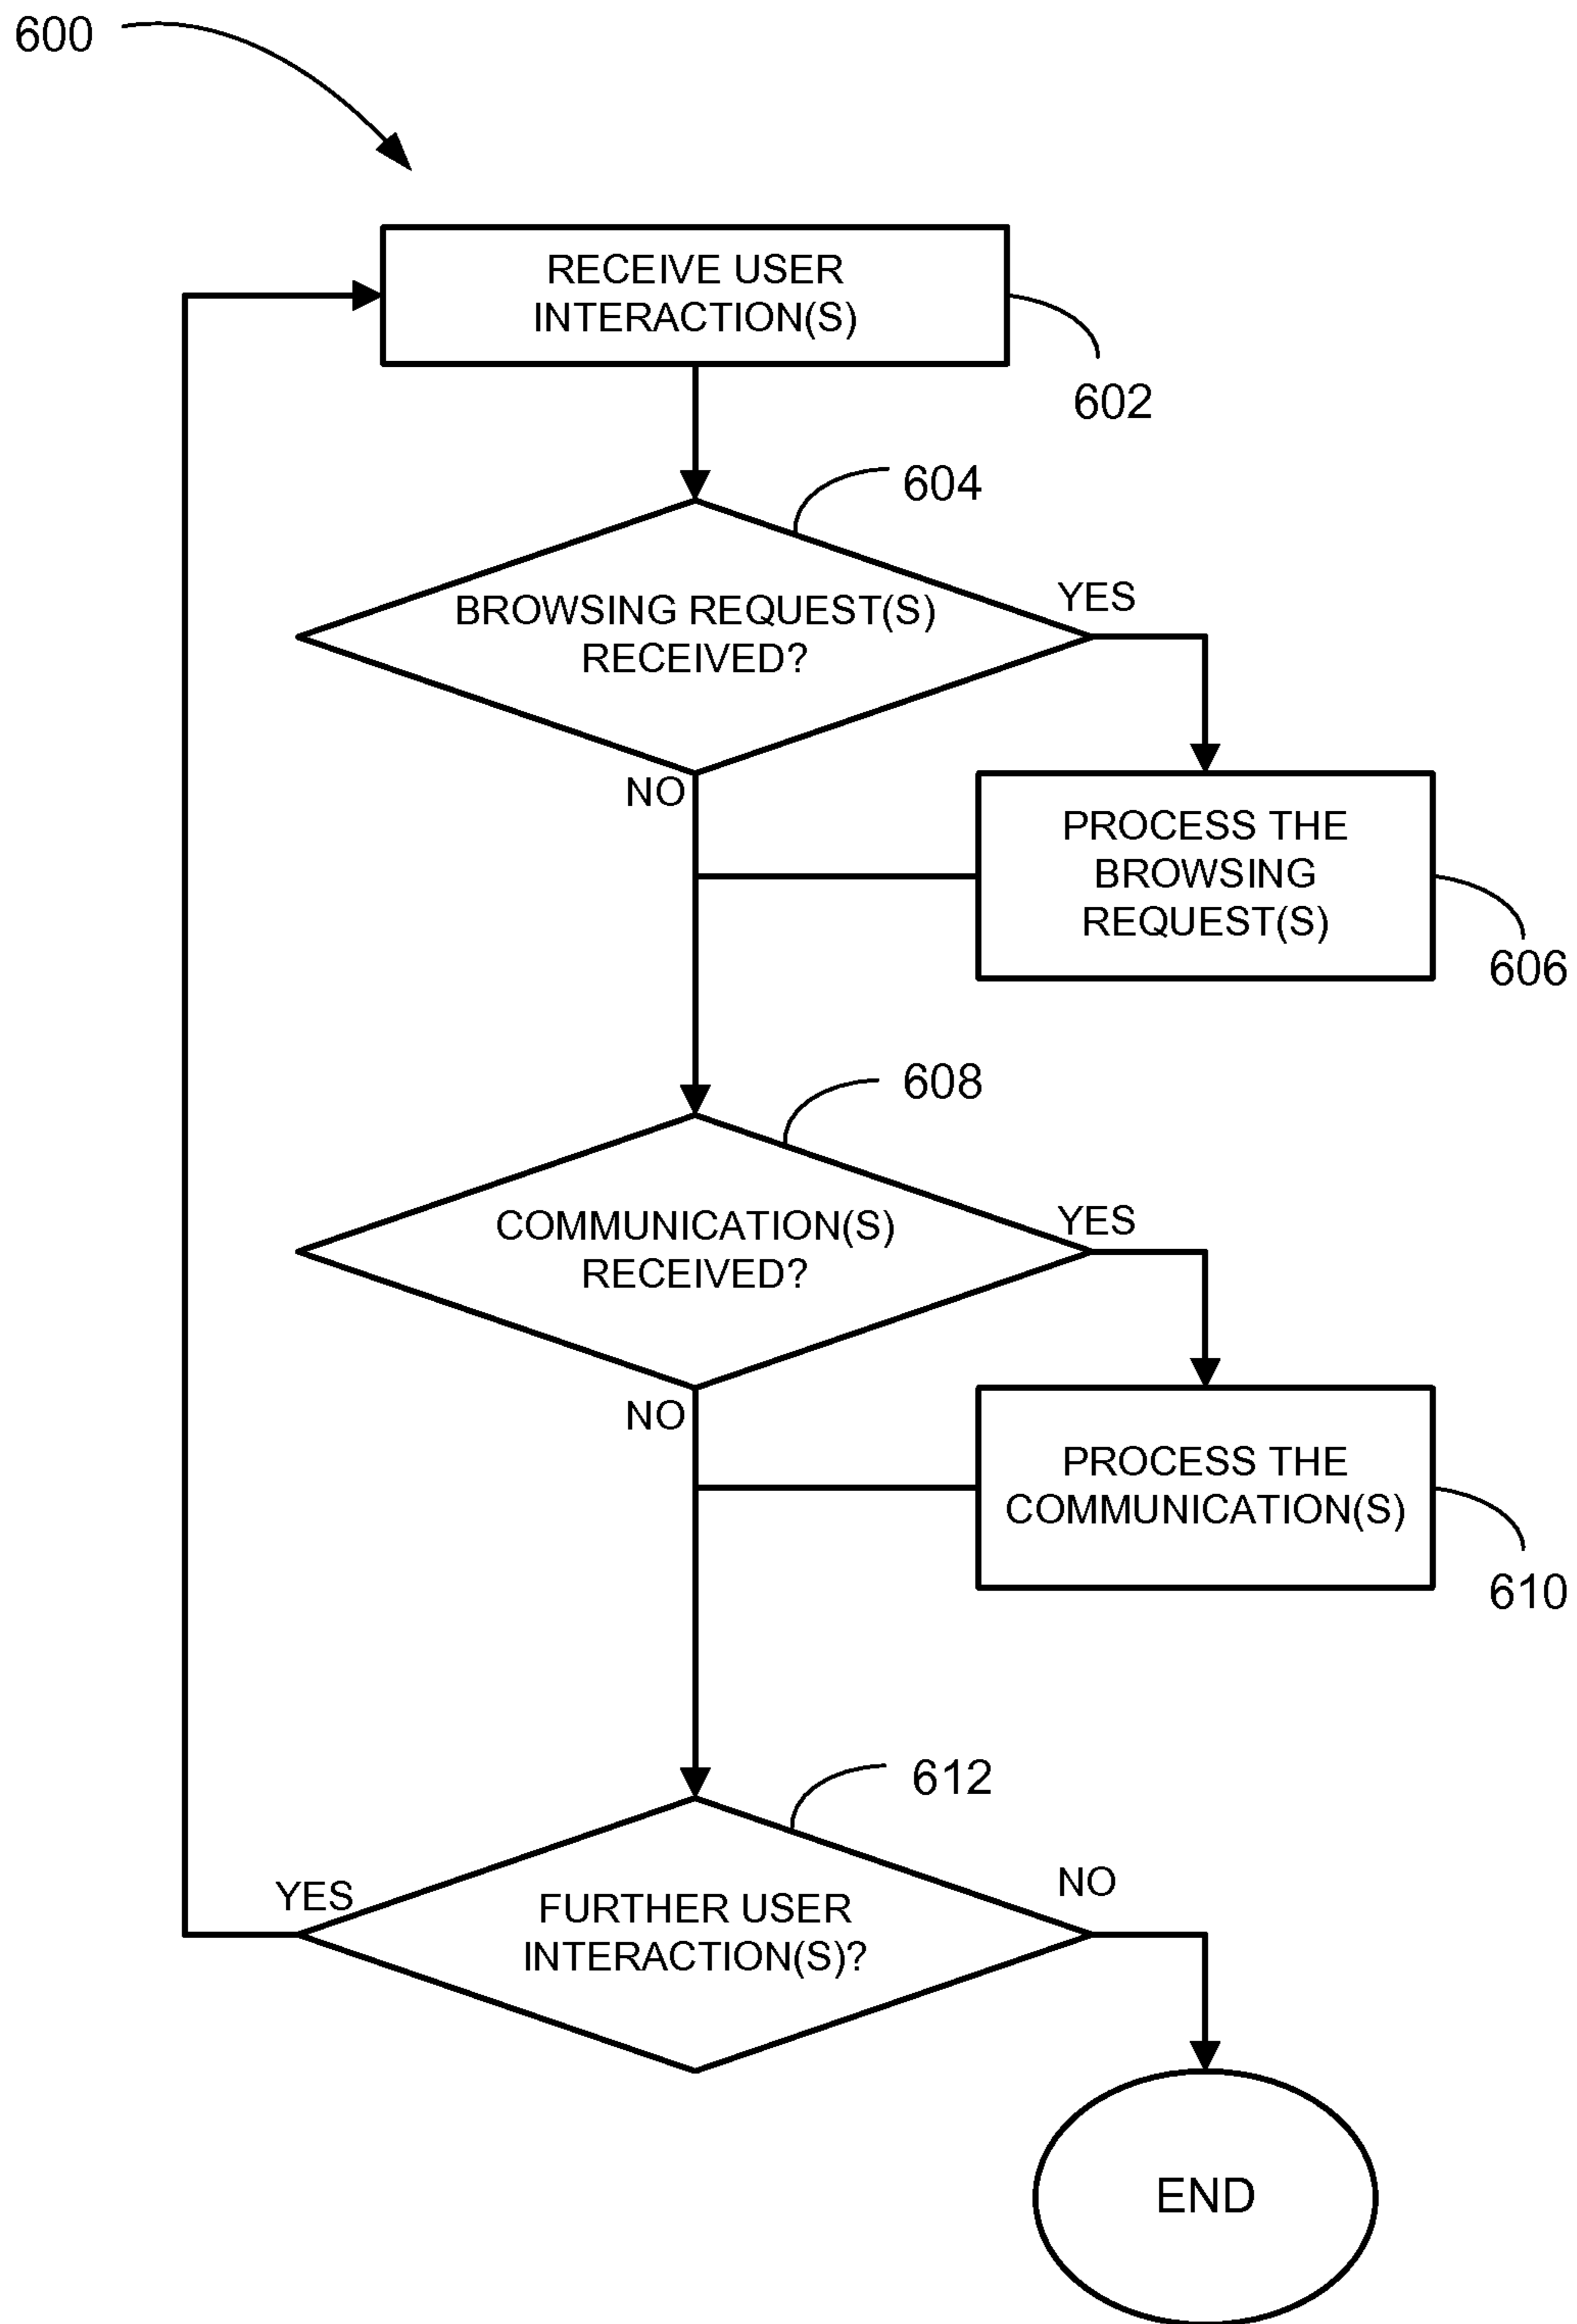 600
RECEIVE USER
INTERACTION(S)
602
604
BROWSING REQUEST(S)
RECEIVED?
YES
NO
PROCESS THE
BROWSING
REQUEST(S)
606
608
COMMUNICATION(S)
RECEIVED?
YES
NO
PROCESS THE
COMMUNICATION(S)
610
612
YES
FURTHER USER
INTERACTION(S)?
NO
END